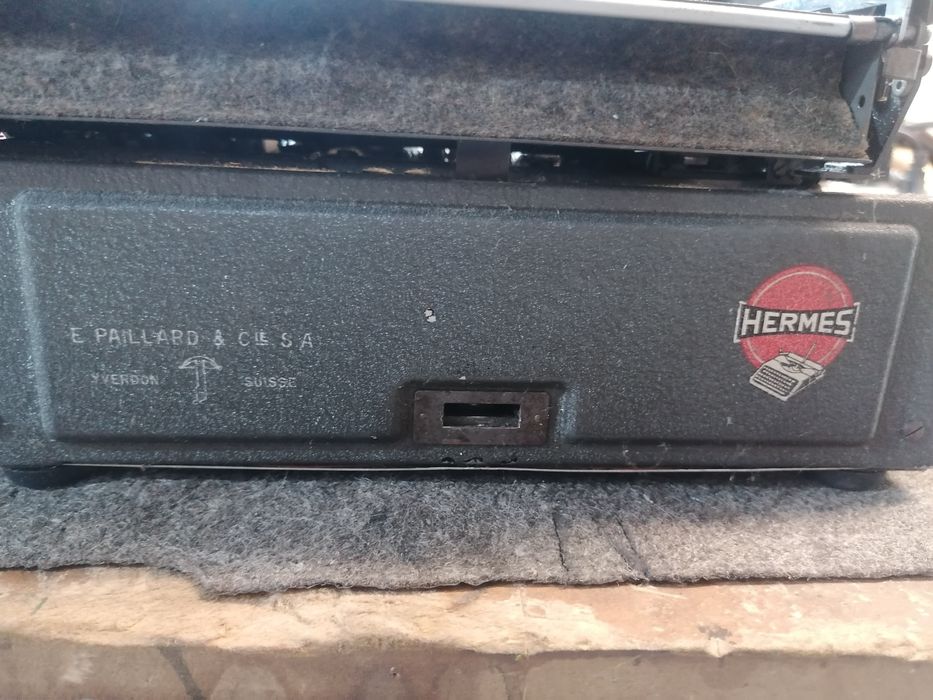 E. PAILLARD & CIE S.A
YVERDON SUISSE
HERMES